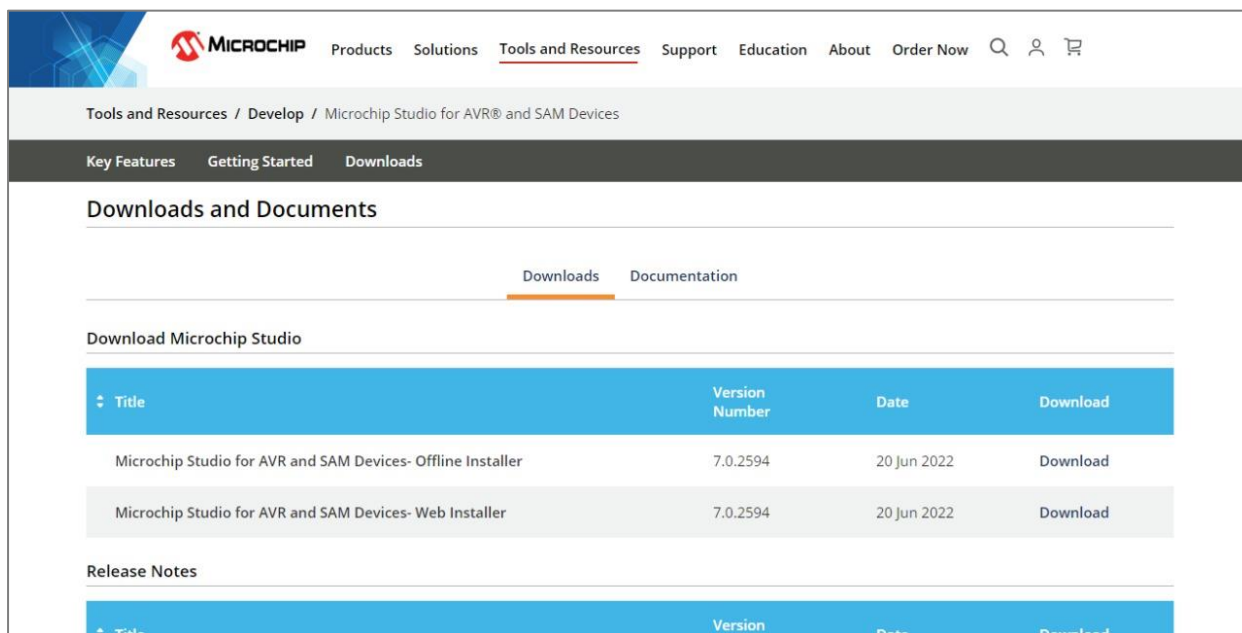 MICROCHIP Products Solutions Tools and Resources Support Education About Order Now
Tools and Resources / Develop / Microchip Studio for AVR® and SAM Devices
Key Features Getting Started Downloads
Downloads and Documents
Downloads Documentation
Download Microchip Studio
Title Version Number Date Download
Microchip Studio for AVR and SAM Devices- Offline Installer 7.0.2594 20 Jun 2022 Download
Microchip Studio for AVR and SAM Devices- Web Installer 7.0.2594 20 Jun 2022 Download
Release Notes
Title Version Date Download